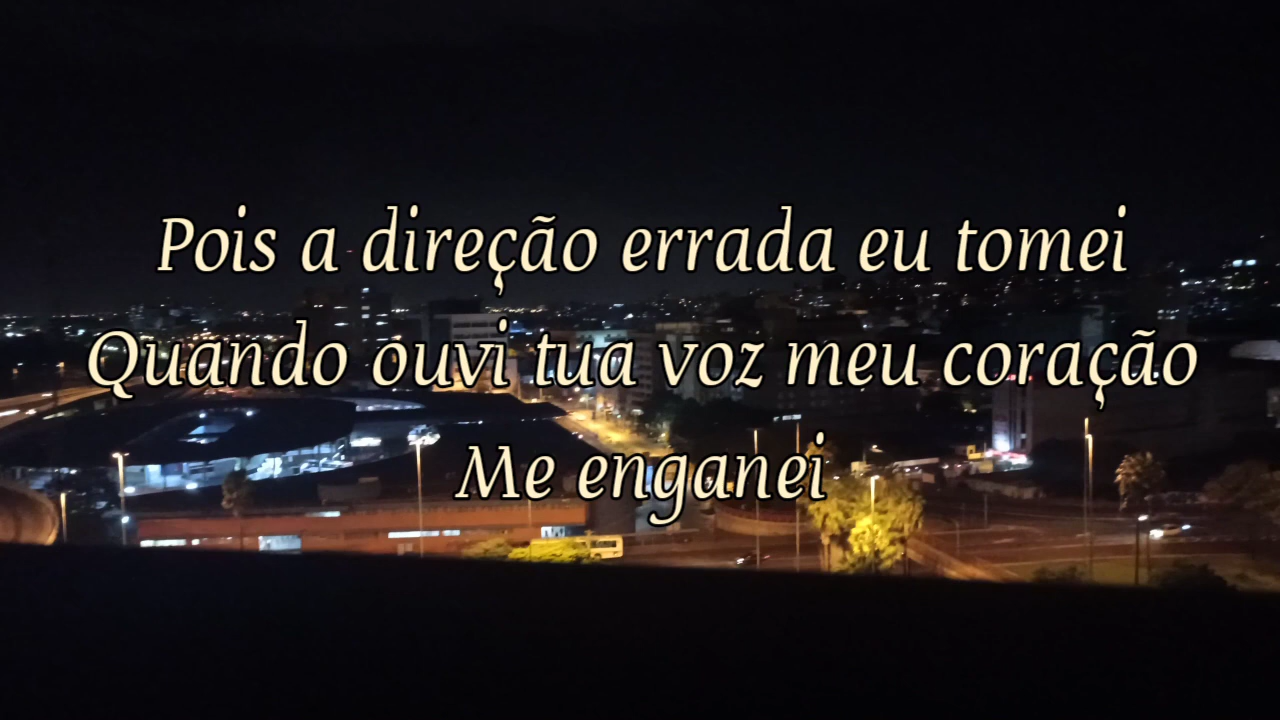 Pois a direção errada eu tomei
Quando ouvi tua voz meu coração
Me enganei